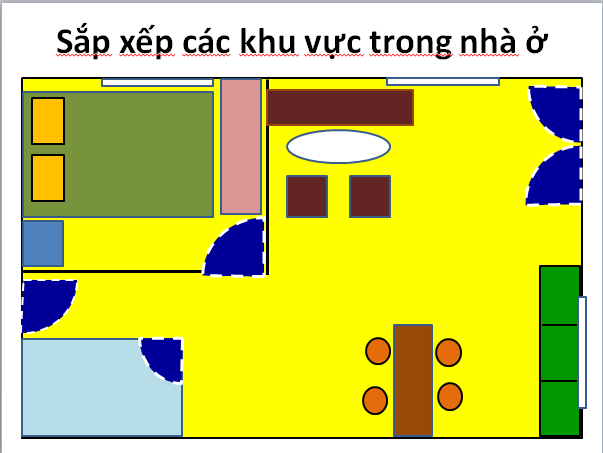 Sắp xếp các khu vực trong nhà ở